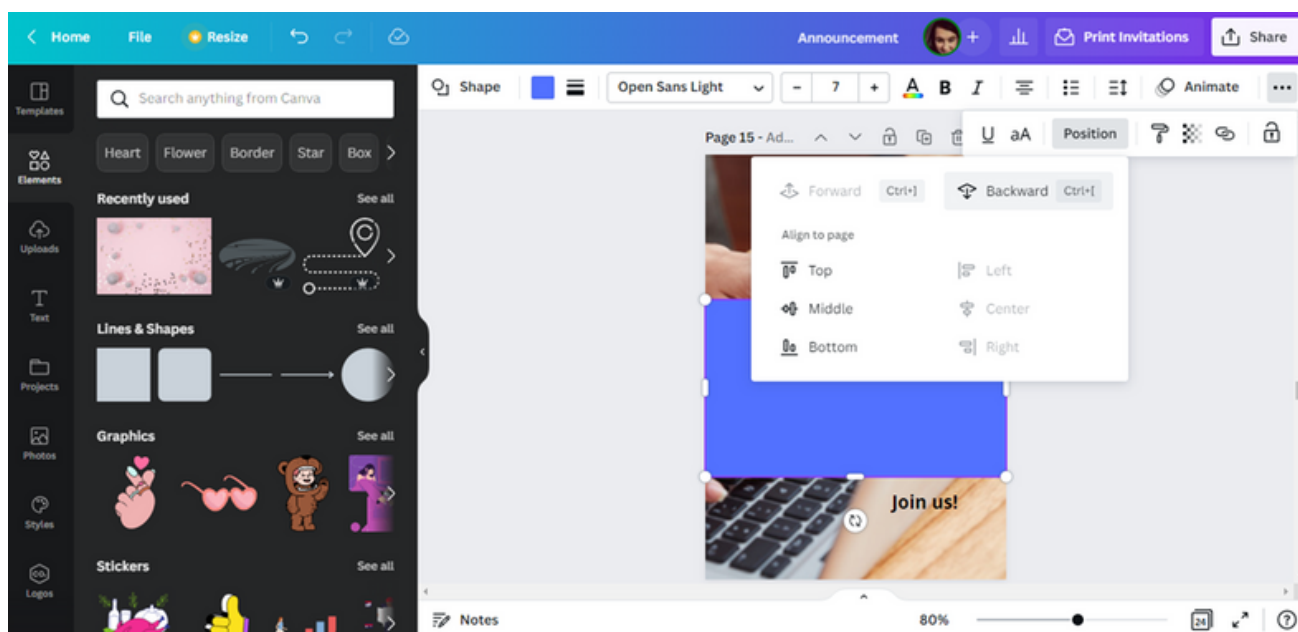 Home File Resize Announcement + Print Invitations Share
Templates
Elements
Uploads
Text
Projects
Photos
Styles
CO.
Logos
Search anything from Canva
Heart Flower Border Star Box
Recently used See all
Lines & Shapes See all
Graphics See all
Stickers See all
Shape Open Sans Light - 7 + A B I Animate ...
Page 15 - Ad... U aA Position
Forward Ctrl+] Backward Ctrl+[
Align to page
Top Left
Middle Center
Bottom Right
Join us!
Notes 80% 24 ?